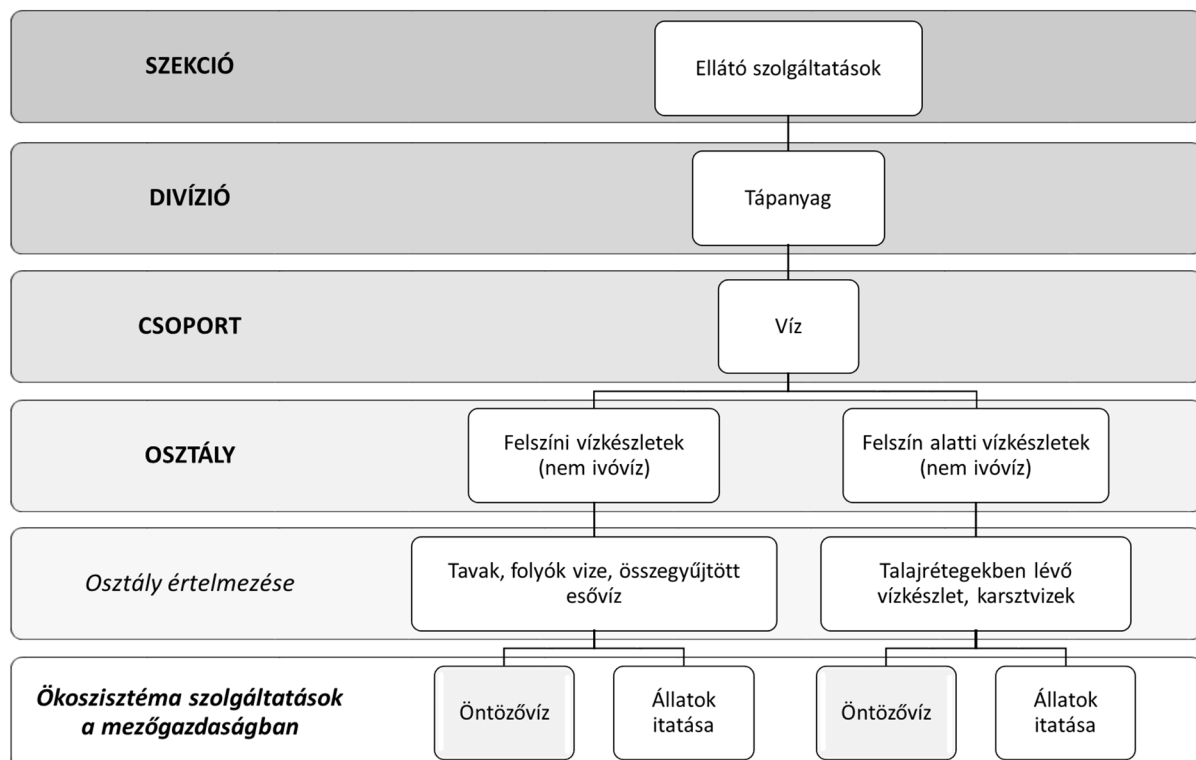 SZEKCIÓ
Ellátó szolgáltatások
DIVÍZIÓ
Tápanyag
CSOPORT
Víz
OSZTÁLY
Felszíni vízkészletek
(nem ivóvíz)
Felszín alatti vízkészletek
(nem ivóvíz)
Osztály értelmezése
Tavak, folyók vize, összegyűjtött
esővíz
Talajrétegekben lévő
vízkészlet, karsztvizek
Ökoszisztéma szolgáltatások
a mezőgazdaságban
Öntözővíz
Állatok
itatása
Öntözővíz
Állatok
itatása